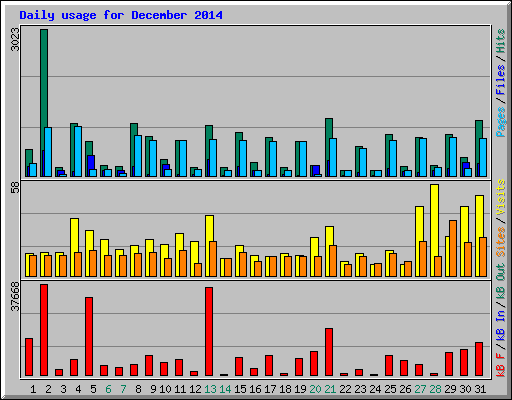 Daily usage for December 2014
3023
Pages / Files / Hits
58
Sites / Visits
37668
kB F / kB In / kB Out
1 2 3 4 5 6 7 8 9 10 11 12 13 14 15 16 17 18 19 20 21 22 23 24 25 26 27 28 29 30 31